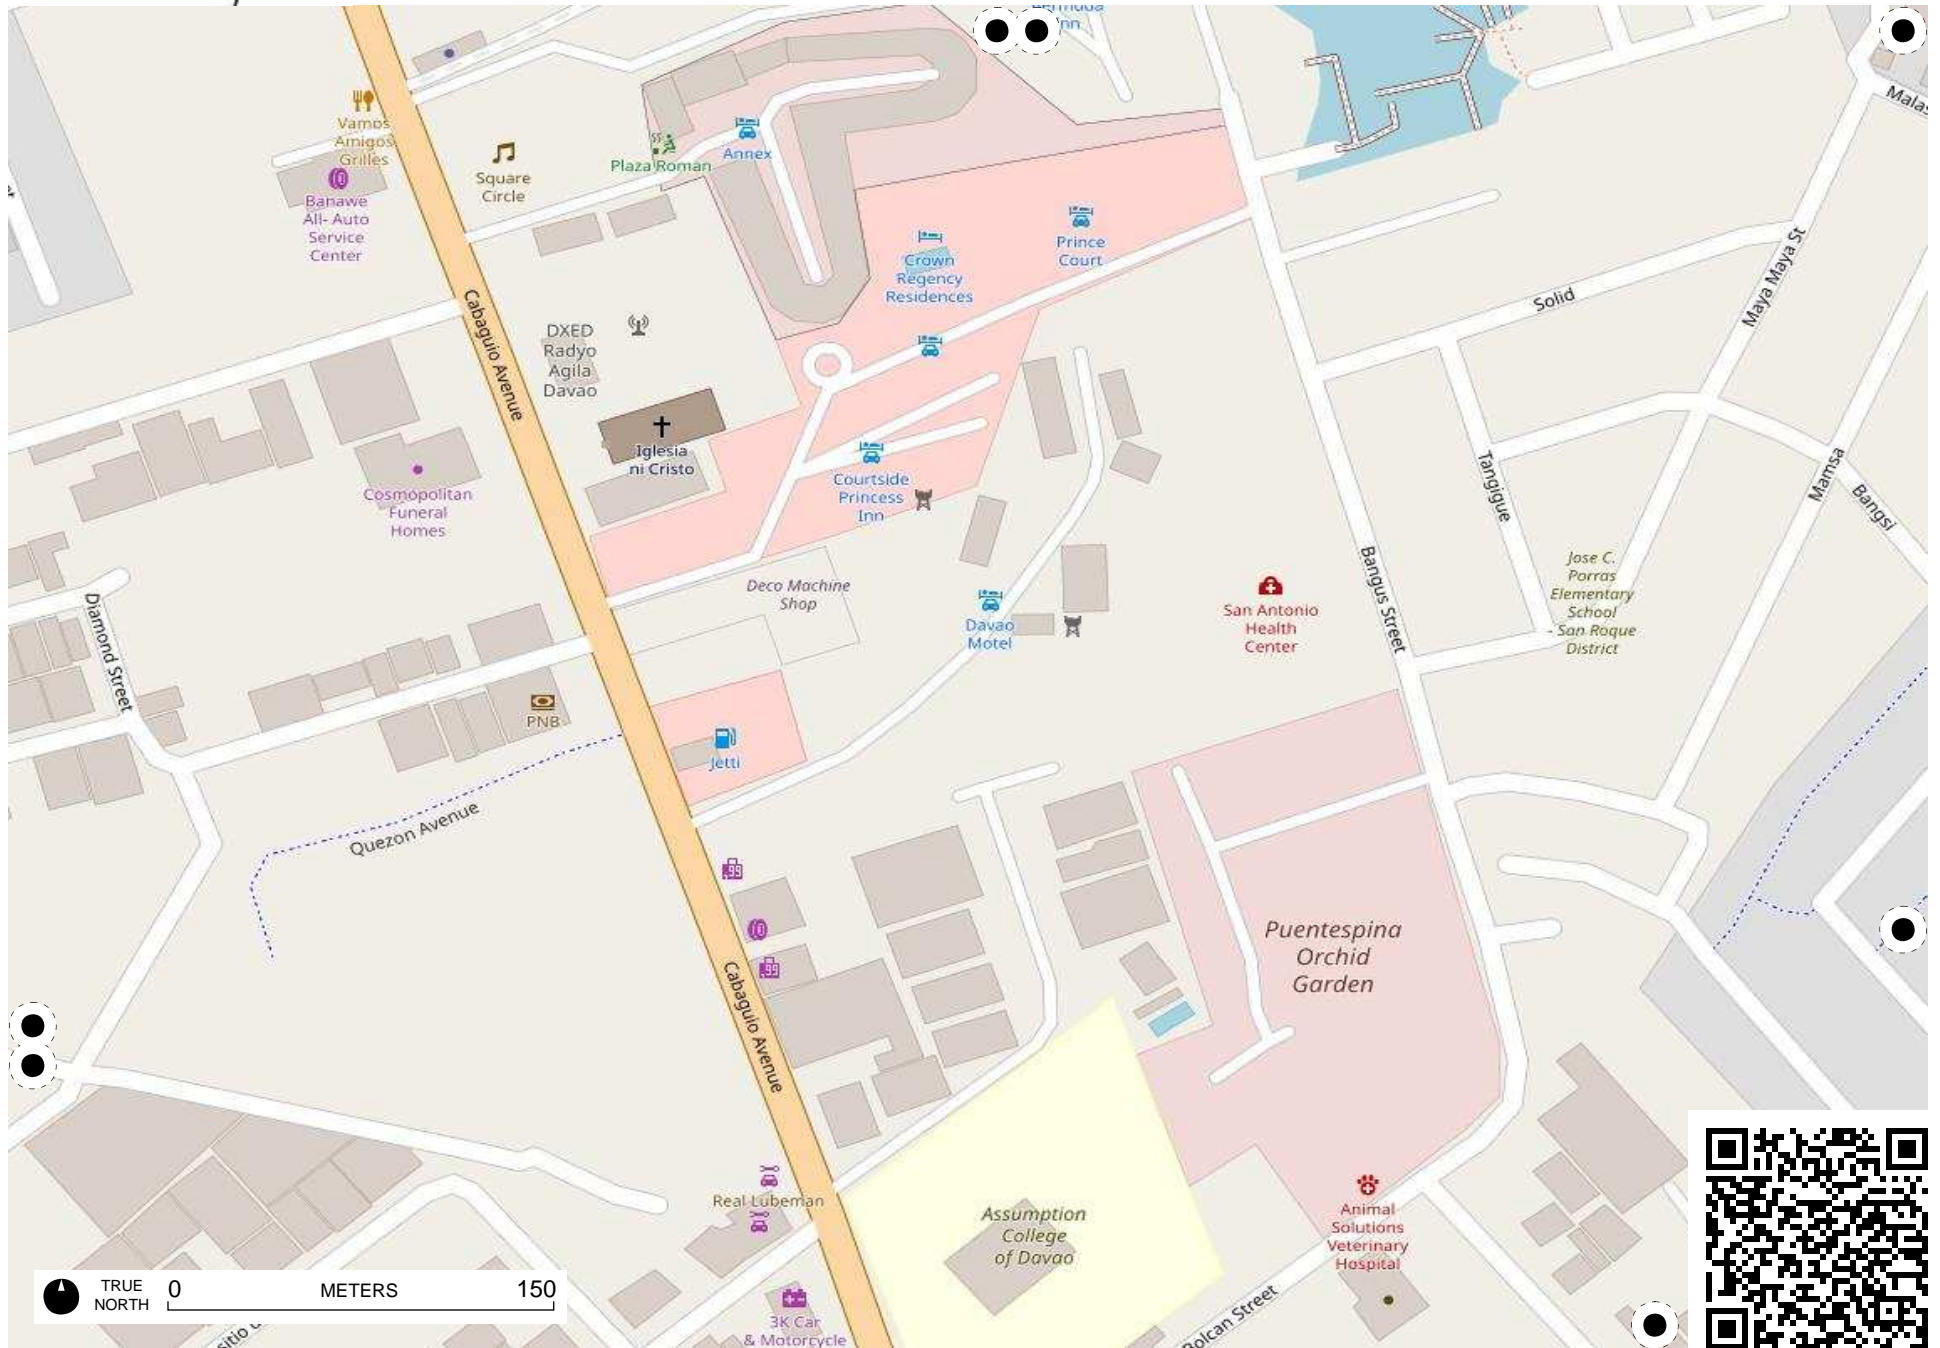 Inn
Malas
Vamos
Amigos
Grilles
Banawe
All- Auto
Service
Center
Square
Circle
Plaza Roman
Annex
Crown
Regency
Residences
Prince
Court
Cabaguio Avenue
DXED
Radyo
Agila
Davao
Iglesia
ni Cristo
Courtside
Princess
Inn
Solid
Maya Maya St
Tangigue
Mamsa
Bangsi
Cosmopolitan
Funeral
Homes
Deco Machine
Shop
Davao
Motel
San Antonio
Health
Center
Bangus Street
Jose C.
Porras
Elementary
School
- San Roque
District
Diamond Street
PNB
Jetti
Quezon Avenue
.99
.99
Cabaguio Avenue
Puentespina
Orchid
Garden
Real Lubeman
Assumption
College
of Davao
Animal
Solutions
Veterinary
Hospital
Bolcan Street
3K Car
& Motorcycle
TRUE
NORTH
0 METERS 150